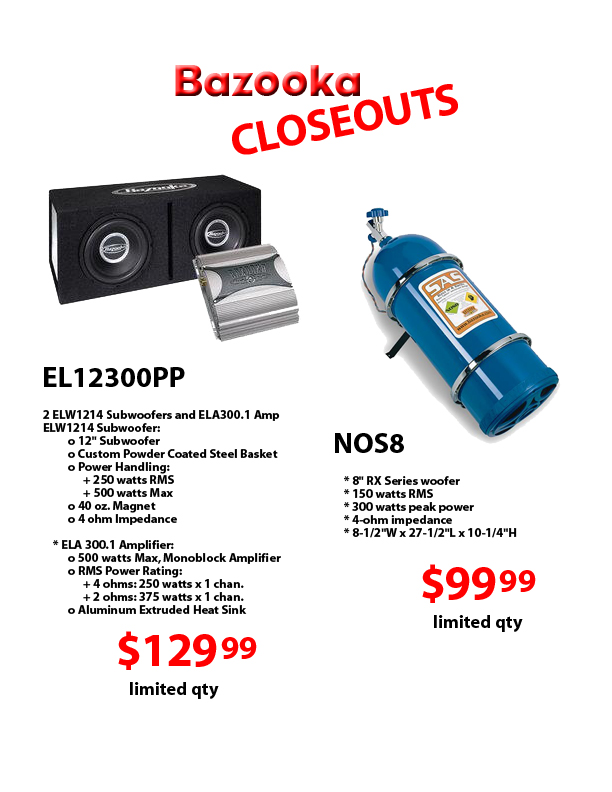 Bazooka
CLOSEOUTS
Bazooka
SAS
EL12300PP
2 ELW1214 Subwoofers and ELA300.1 Amp
ELW1214 Subwoofer:
o 12" Subwoofer
o Custom Powder Coated Steel Basket
o Power Handling:
+ 250 watts RMS
+ 500 watts Max
o 40 oz. Magnet
o 4 ohm Impedance
* ELA 300.1 Amplifier:
o 500 watts Max, Monoblock Amplifier
o RMS Power Rating:
+ 4 ohms: 250 watts x 1 chan.
+ 2 ohms: 375 watts x 1 chan.
o Aluminum Extruded Heat Sink
$129 99
limited qty
NOS8
* 8" RX Series woofer
* 150 watts RMS
* 300 watts peak power
* 4-ohm impedance
* 8-1/2"W x 27-1/2"L x 10-1/4"H
$99 99
limited qty